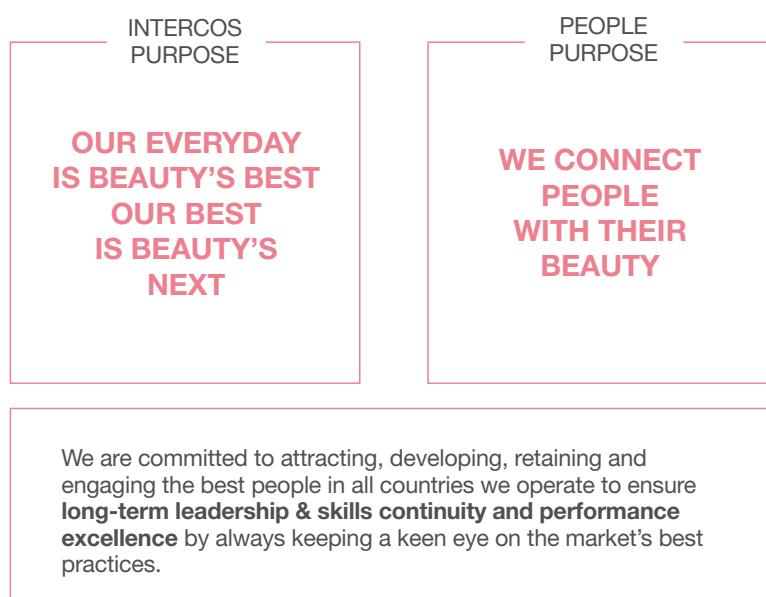 INTERCOS
PURPOSE
OUR EVERYDAY
IS BEAUTY’S BEST
OUR BEST
IS BEAUTY’S
NEXT
PEOPLE
PURPOSE
WE CONNECT
PEOPLE
WITH THEIR
BEAUTY
We are committed to attracting, developing, retaining and
engaging the best people in all countries we operate to ensure
long-term leadership & skills continuity and performance
excellence by always keeping a keen eye on the market’s best
practices.